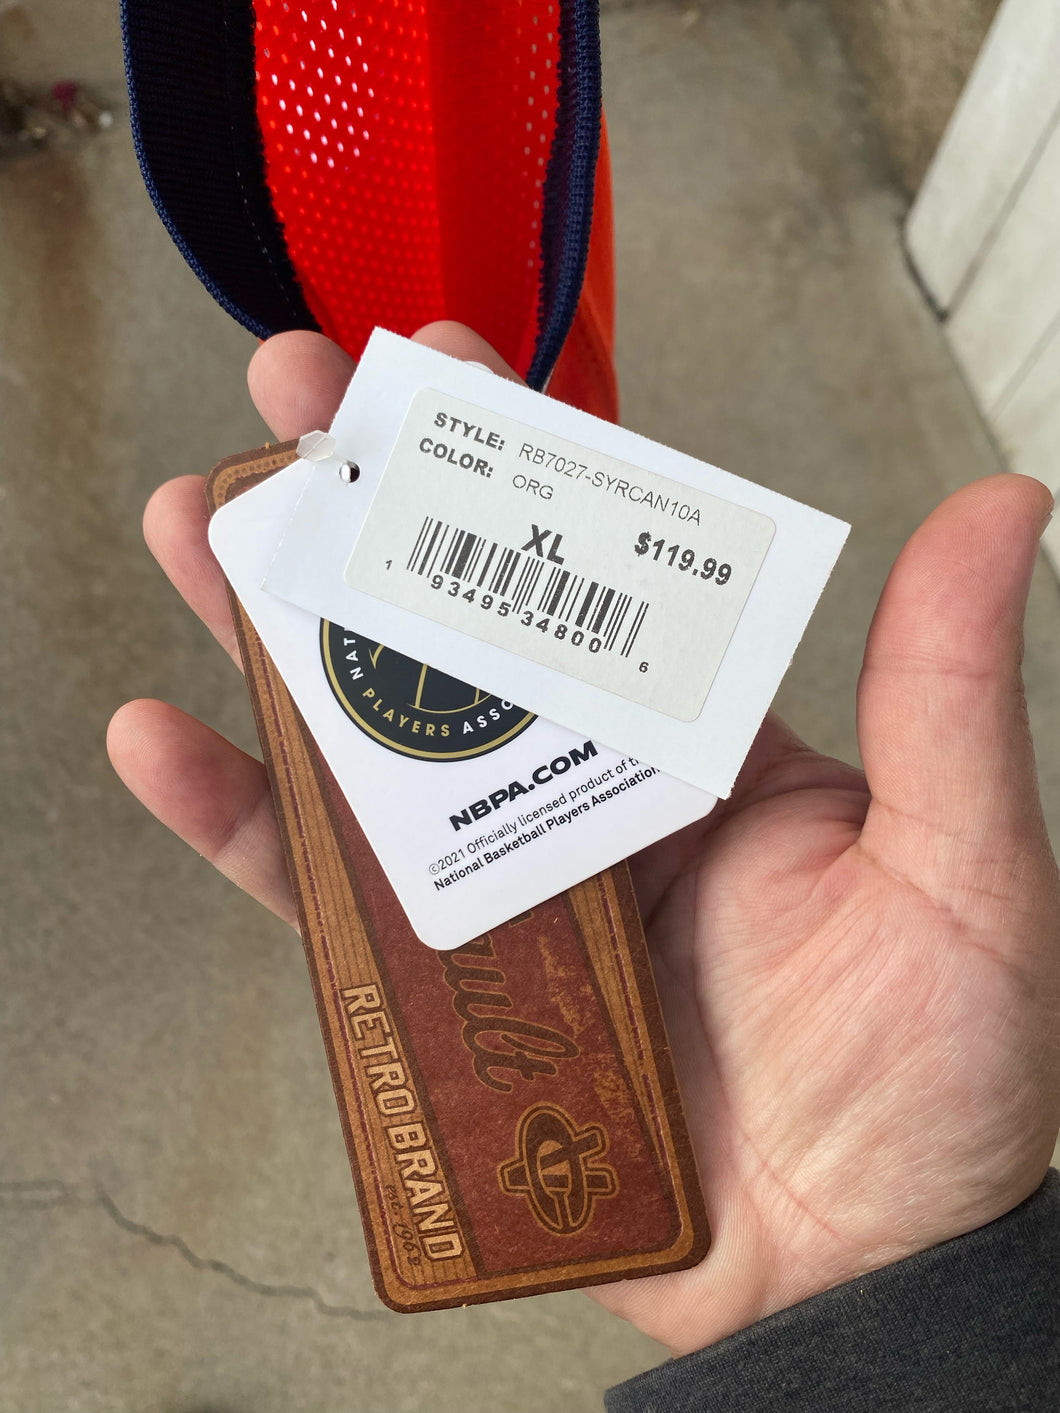 STYLE: RB7027-SYRCAN10A
COLOR: ORG
XL $119.99
1 93495 34800 6
PLAYERS
NBPA.COM
©2021 Officially licensed product of
National Basketball Players Association
RETRO BRAND